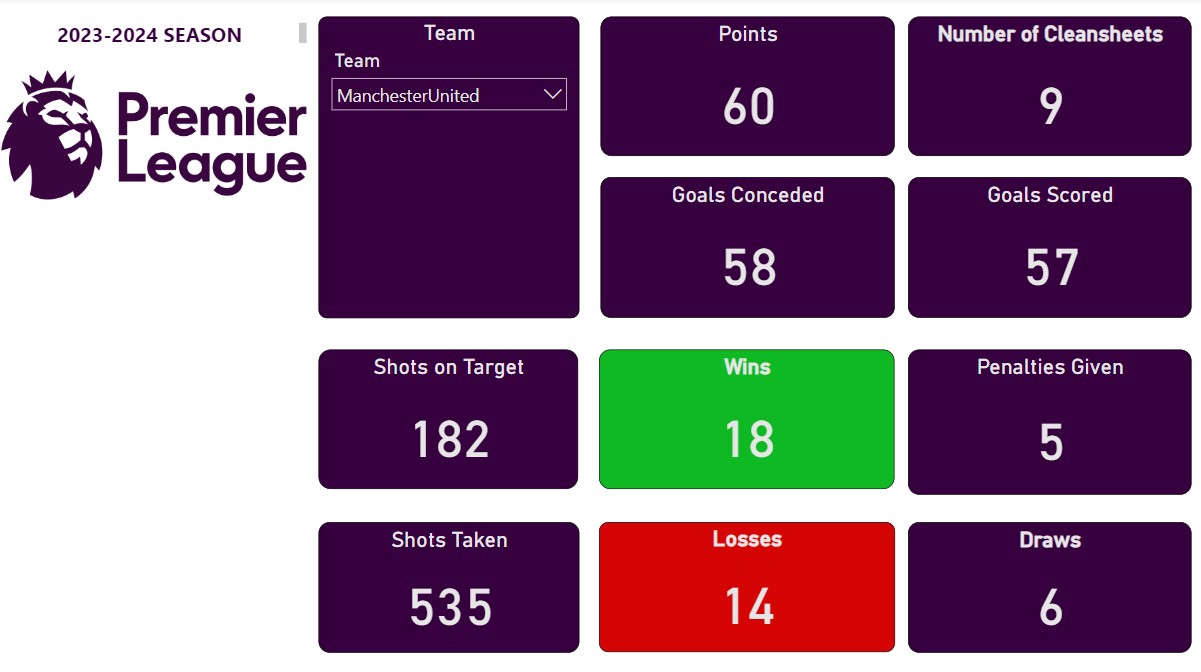 2023-2024 SEASON
Premier
League
Team
Team
ManchesterUnited
Points
60
Number of Cleansheets
9
Goals Conceded
58
Goals Scored
57
Shots on Target
182
Wins
18
Penalties Given
5
Shots Taken
535
Losses
14
Draws
6